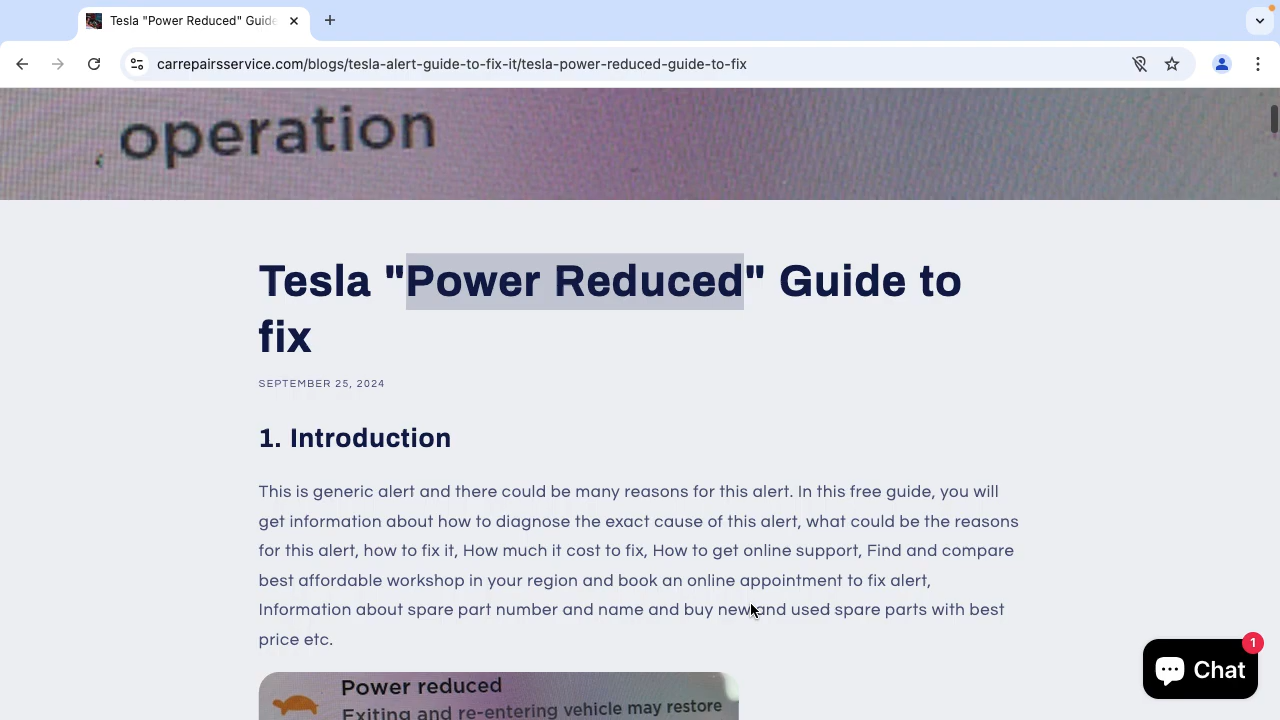 Tesla "Power Reduced" Guide
carrepairsservice.com/blogs/tesla-alert-guide-to-fix-it/tesla-power-reduced-guide-to-fix
operation
Tesla "Power Reduced" Guide to
fix
SEPTEMBER 25, 2024
1. Introduction
This is generic alert and there could be many reasons for this alert. In this free guide, you will
get information about how to diagnose the exact cause of this alert, what could be the reasons
for this alert, how to fix it, How much it cost to fix, How to get online support, Find and compare
best affordable workshop in your region and book an online appointment to fix alert,
Information about spare part number and name and buy new and used spare parts with best
price etc.
Power reduced
Exiting and re-entering vehicle may restore
1
Chat